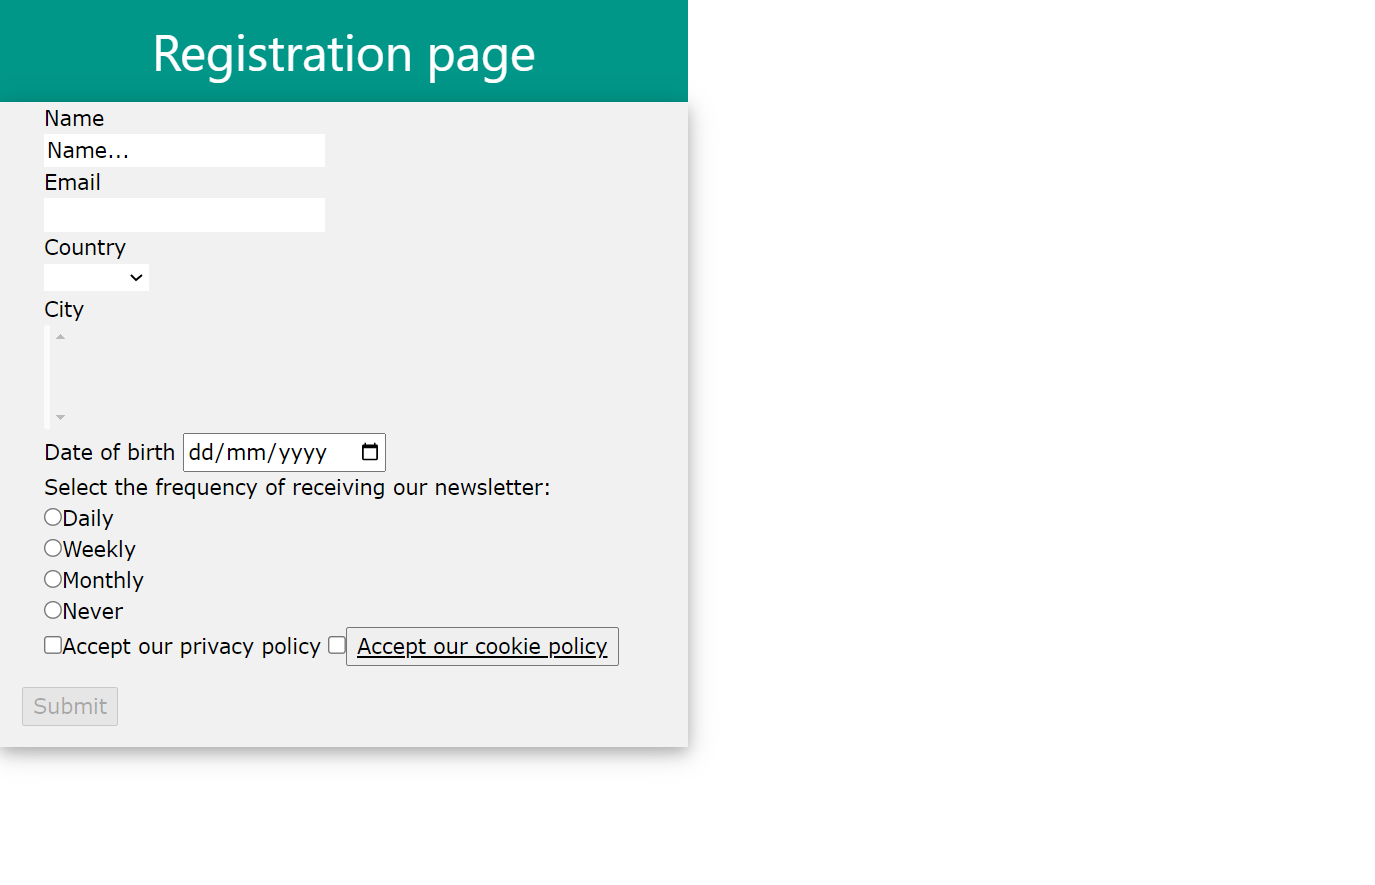 Registration page
Name
Name...
Email
Country
City
Date of birth dd/mm/yyyy
Select the frequency of receiving our newsletter:
Daily
Weekly
Monthly
Never
Accept our privacy policy Accept our cookie policy
Submit